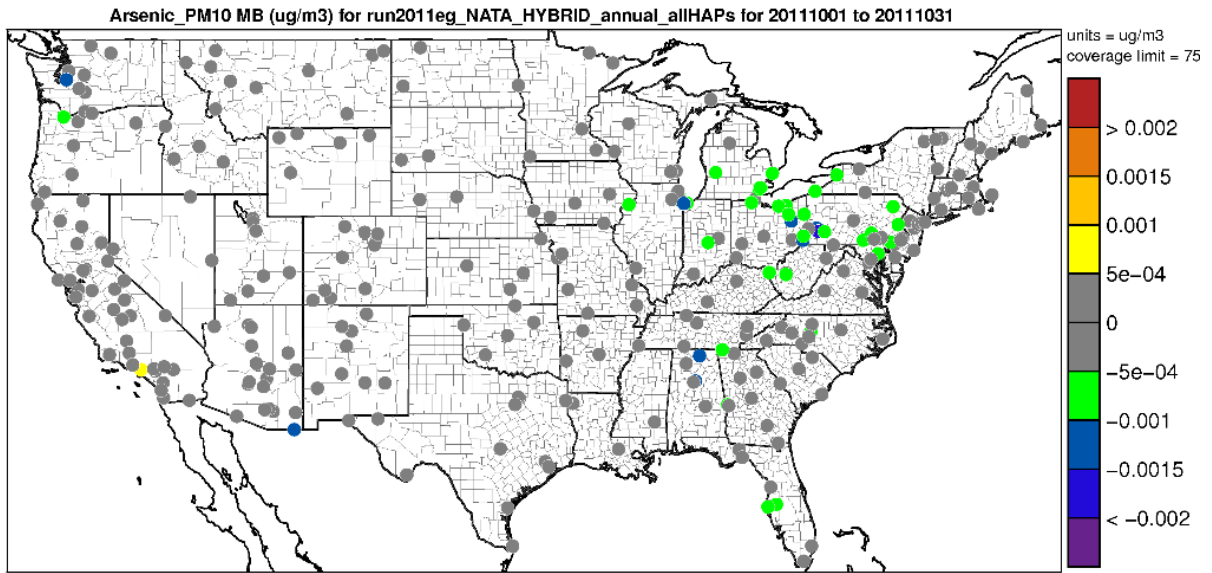 Arsenic_PM10 MB (ug/m3) for run2011eg_NATA_HYBRID_annual_allHAPs for 20111001 to 20111031
units = ug/m3
coverage limit = 75
> 0.002
0.0015
0.001
5e−04
0
−5e−04
−0.001
−0.0015
< −0.002